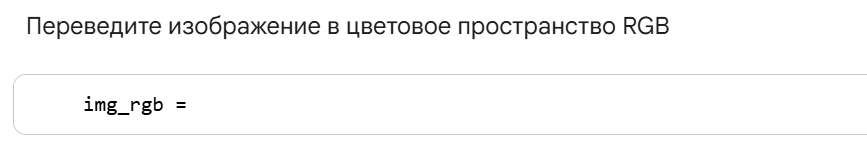 Переведите изображение в цветовое пространство RGB
img_rgb =